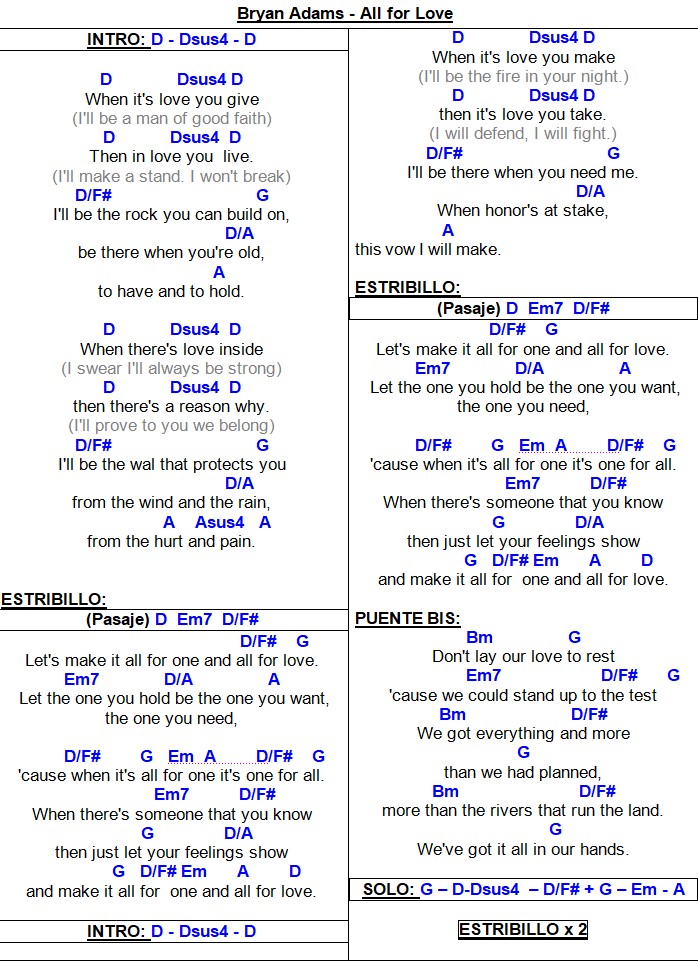 Bryan Adams - All for Love
INTRO: D - Dsus4 - D
D Dsus4 D
When it's love you give
(I'll be a man of good faith)
D Dsus4 D
Then in love you live.
(I'll make a stand. I won't break)
D/F# G
I'll be the rock you can build on,
D/A
be there when you're old,
A
to have and to hold.
D Dsus4 D
When there's love inside
(I swear I'll always be strong)
D Dsus4 D
then there's a reason why.
(I'll prove to you we belong)
D/F# G
I'll be the wal that protects you
D/A
from the wind and the rain,
A Asus4 A
from the hurt and pain.
ESTRIBILLO:
(Pasaje) D Em7 D/F#
D/F# G
Let's make it all for one and all for love.
Em7 D/A A
Let the one you hold be the one you want,
the one you need,
D/F# G Em A D/F# G
'cause when it's all for one it's one for all.
Em7 D/F#
When there's someone that you know
G D/A
then just let your feelings show
G D/F# Em A D
and make it all for one and all for love.
INTRO: D - Dsus4 - D
D Dsus4 D
When it's love you make
(I'll be the fire in your night.)
D Dsus4 D
then it's love you take.
(I will defend, I will fight.)
D/F# G
I'll be there when you need me.
D/A
When honor's at stake,
A
this vow I will make.
ESTRIBILLO:
(Pasaje) D Em7 D/F#
D/F# G
Let's make it all for one and all for love.
Em7 D/A A
Let the one you hold be the one you want,
the one you need,
D/F# G Em A D/F# G
'cause when it's all for one it's one for all.
Em7 D/F#
When there's someone that you know
G D/A
then just let your feelings show
G D/F# Em A D
and make it all for one and all for love.
PUENTE BIS:
Bm G
Don't lay our love to rest
Em7 D/F# G
'cause we could stand up to the test
Bm D/F#
We got everything and more
G
than we had planned,
Bm D/F#
more than the rivers that run the land.
G
We've got it all in our hands.
SOLO: G – D-Dsus4 – D/F# + G – Em - A
ESTRIBILLO x 2